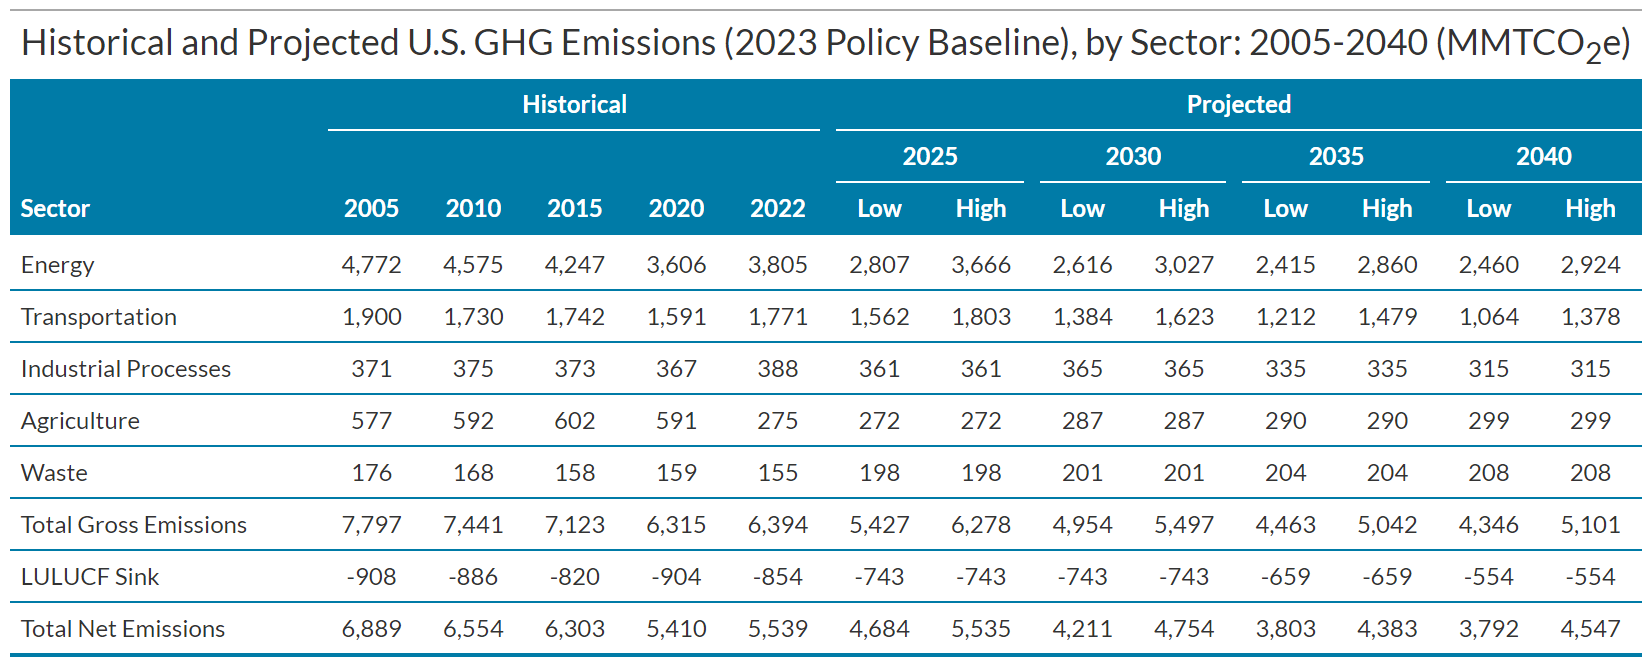 Historical and Projected U.S. GHG Emissions (2023 Policy Baseline), by Sector: 2005-2040 (MMTCO₂e)
Historical Projected
2025 2030 2035 2040
Sector 2005 2010 2015 2020 2022 Low High Low High Low High Low High
Energy 4,772 4,575 4,247 3,606 3,805 2,807 3,666 2,616 3,027 2,415 2,860 2,460 2,924
Transportation 1,900 1,730 1,742 1,591 1,771 1,562 1,803 1,384 1,623 1,212 1,479 1,064 1,378
Industrial Processes 371 375 373 367 388 361 361 365 365 335 335 315 315
Agriculture 577 592 602 591 275 272 272 287 287 290 290 299 299
Waste 176 168 158 159 155 198 198 201 201 204 204 208 208
Total Gross Emissions 7,797 7,441 7,123 6,315 6,394 5,427 6,278 4,954 5,497 4,463 5,042 4,346 5,101
LULUCF Sink -908 -886 -820 -904 -854 -743 -743 -743 -743 -659 -659 -554 -554
Total Net Emissions 6,889 6,554 6,303 5,410 5,539 4,684 5,535 4,211 4,754 3,803 4,383 3,792 4,547